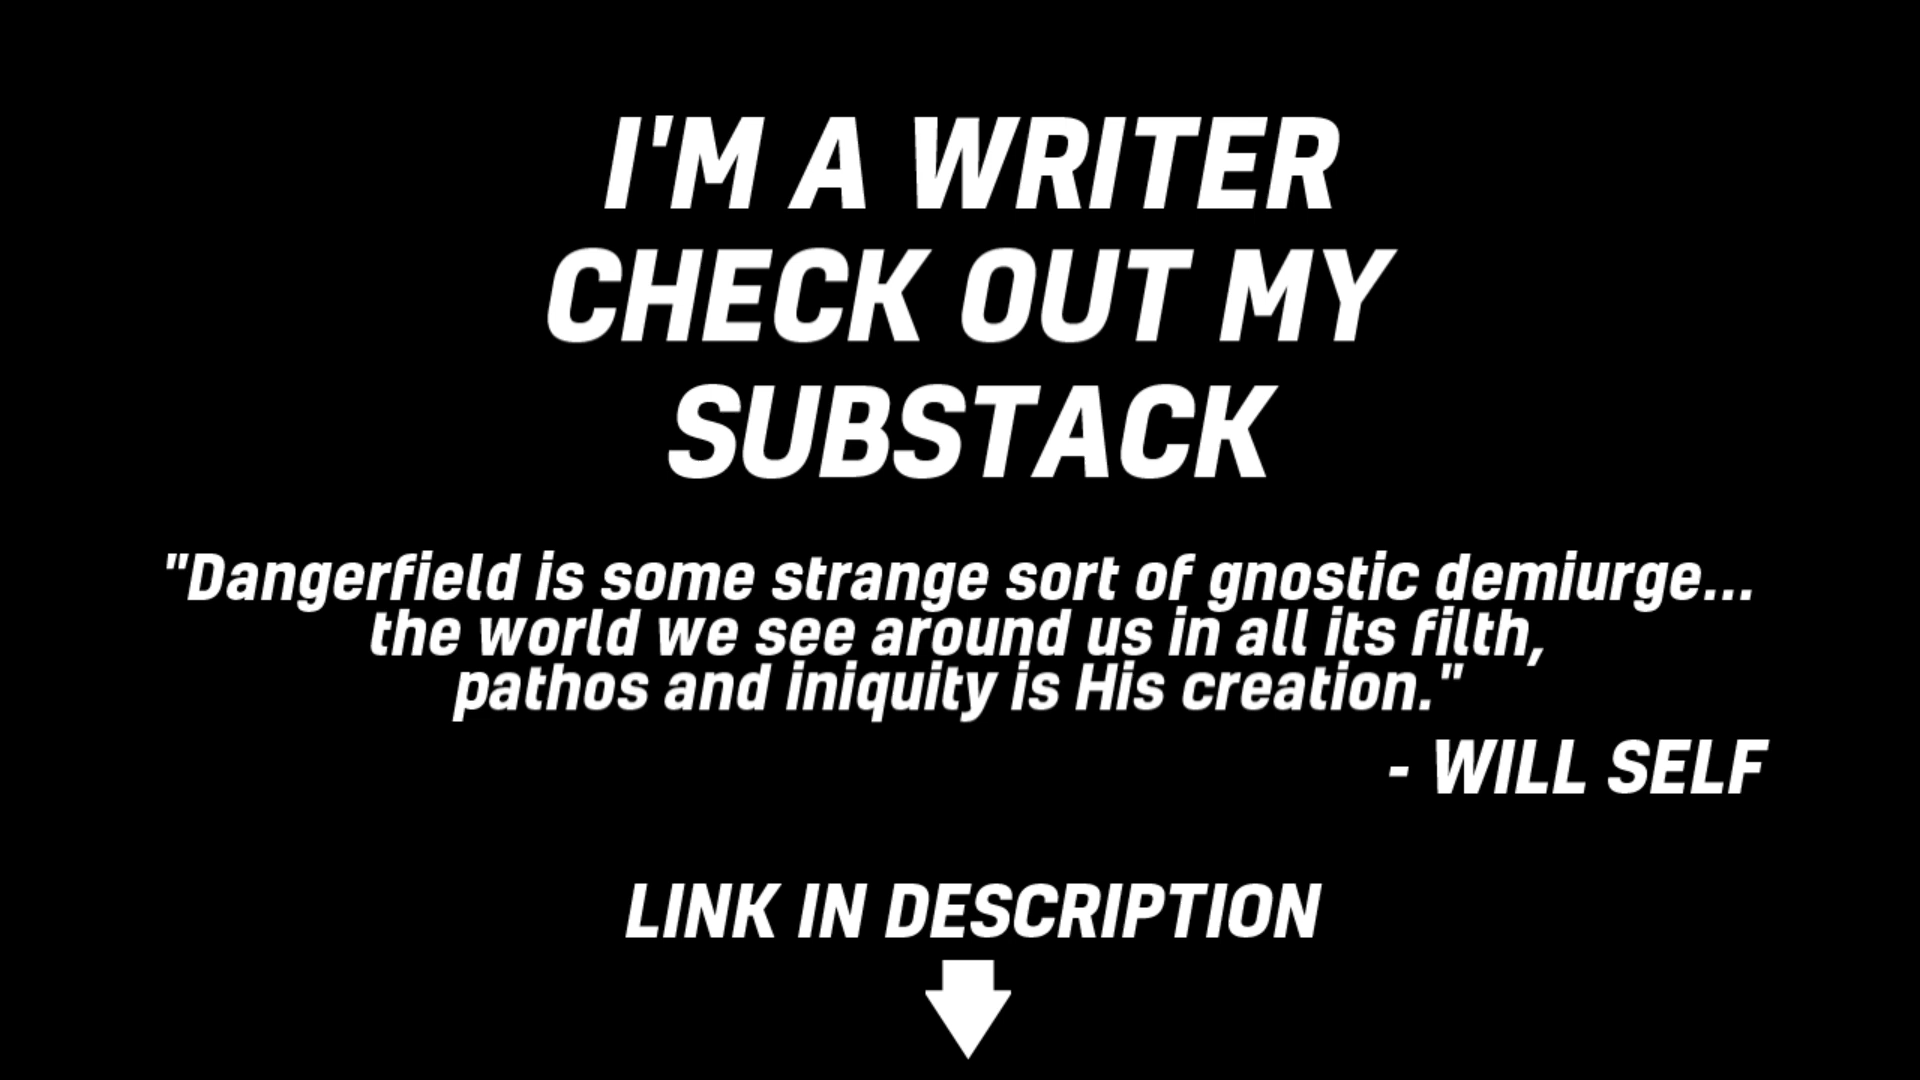 I'M A WRITER
CHECK OUT MY
SUBSTACK
"Dangerfield is some strange sort of gnostic demiurge...
the world we see around us in all its filth,
pathos and iniquity is His creation."
- WILL SELF
LINK IN DESCRIPTION